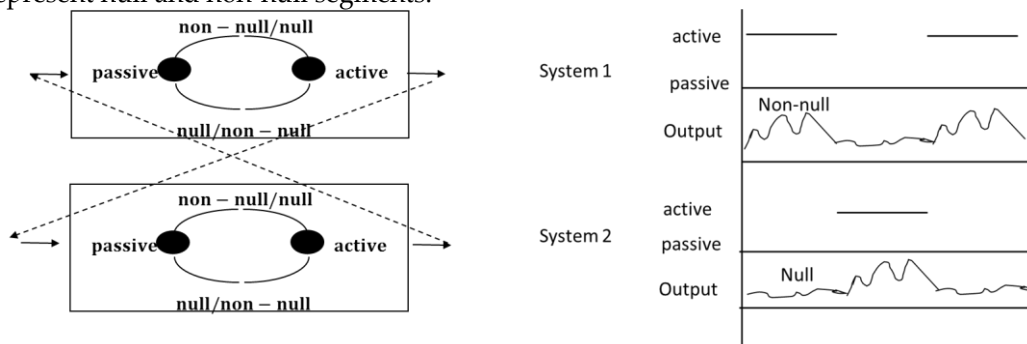 epresent null and non-null segments.
non − null/null
passive
active
null/non − null
non − null/null
passive
active
null/non − null
System 1
active
passive
Non-null
Output
System 2
active
passive
Null
Output